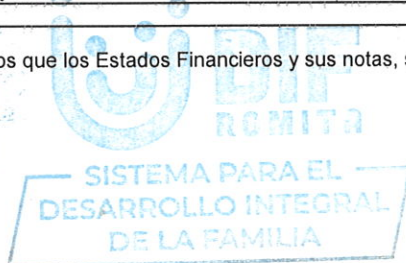 os que los Estados Financieros y sus notas, s
DIF
ROMITA
SISTEMA PARA EL
DESARROLLO INTEGRAL
DE LA FAMILIA